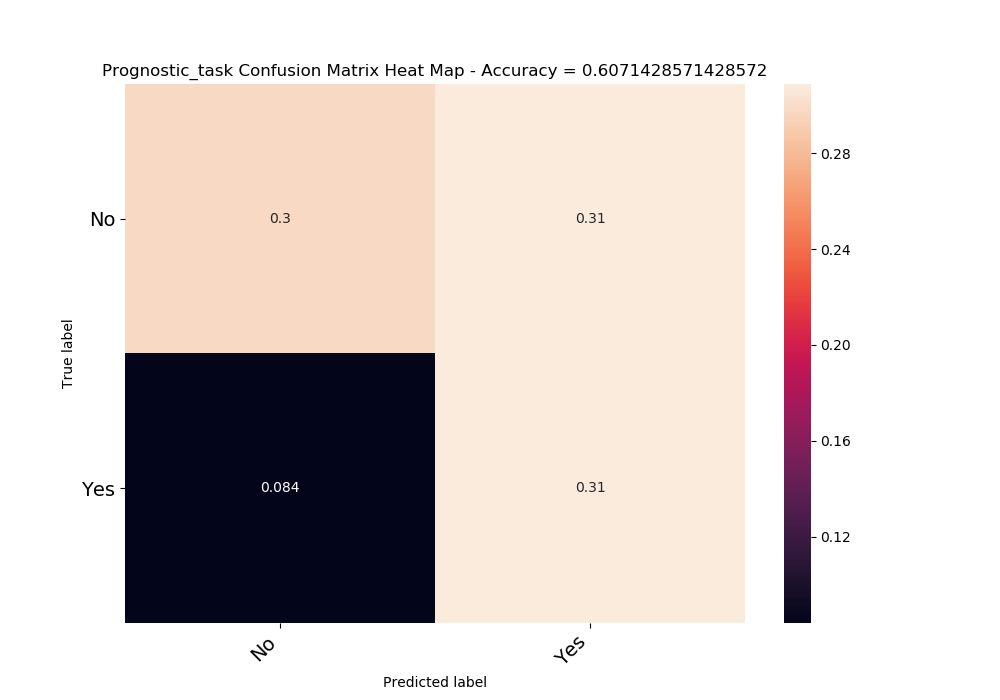 Prognostic_task Confusion Matrix Heat Map - Accuracy = 0.6071428571428572
No
0.3
0.31
Yes
0.084
0.31
True label
No
Yes
Predicted label
0.28
0.24
0.20
0.16
0.12